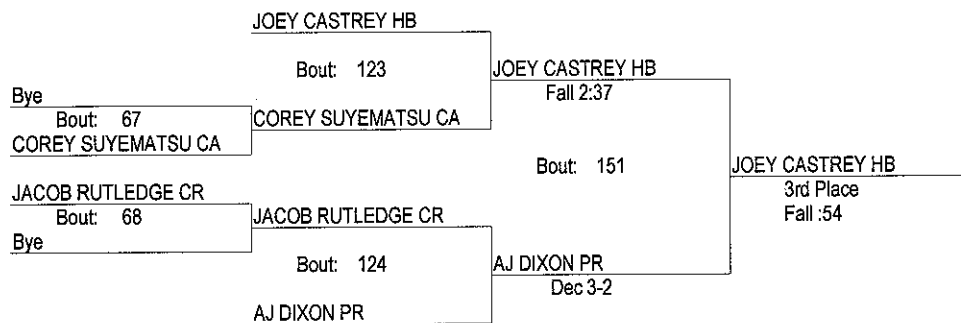 JOEY CASTREY HB
Bout: 123
JOEY CASTREY HB
Fall 2:37
Bye
Bout: 67
COREY SUYEMATSU CA
COREY SUYEMATSU CA
Bout: 151
JOEY CASTREY HB
3rd Place
Fall :54
JACOB RUTLEDGE CR
Bout: 68
JACOB RUTLEDGE CR
Bye
Bout: 124
AJ DIXON PR
Dec 3-2
AJ DIXON PR